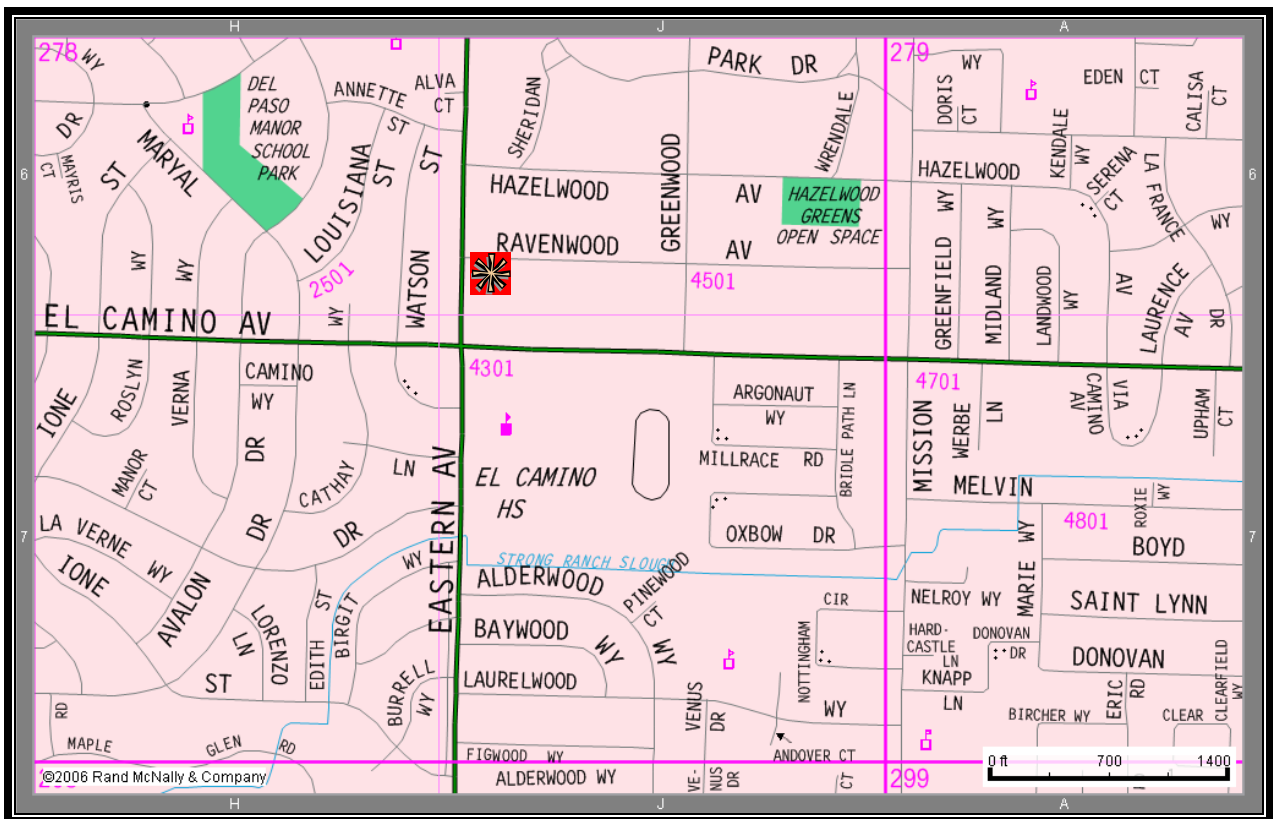 H
J
A
278
WY
DEL
PASO
MANOR
SCHOOL
PARK
ANNETTE
ST
ALVA
CT
PARK DR
279
WY
DORIS
CT
EDEN CT
CALISA
CT
DR
CT
MAYRIS
ST
MARYAL
LOUISIANA
ST
ST
SHERIDAN
GREENWOOD
WRENDALE
KENDALE
WY
SERENA
CT
LA FRANCE
WY
6
6
HAZELWOOD
AV
HAZELWOOD
GREENS
OPEN SPACE
HAZELWOOD
RAVENWOOD
AV
WY
WY
2501
WY
WATSON
4501
GREENFIELD
WY
MIDLAND
WY
LANDWOOD
WY
AV
LAURENCE
AV
DR
EL CAMINO AV
4301
4701
IONE
ROSLYN
VERNA
CAMINO
WY
DR
ARGONAUT
WY
BRIDLE PATH LN
MISSION
WERBE
LN
VIA
CAMINO
AV
UPHAM
CT
MANOR
CT
CATHAY
LN
EL CAMINO
HS
MILLRACE RD
MELVIN
4801
ROXIE
WY
7
7
LA VERNE WY
DR
DR
OXBOW DR
BOYD
IONE
AVALON
WY
EASTERN AV
STRONG RANCH SLOUGH
ALDERWOOD
PINEWOOD
CT
WY
CIR
NELROY WY
MARIE WY
SAINT LYNN
LORENZO
LN
EDITH
ST
BIRGIT
BAYWOOD
WY
NOTTINGHAM
HARD-
CASTLE
LN
DONOVAN
DR
DONOVAN
ST
BURRELL
WY
LAURELWOOD
VENUS
DR
WY
KNAPP
LN
ERIC
RD
CLEARFIELD
WY
RD
BIRCHER WY
CLEAR
MAPLE
GLEN
RD
FIGWOOD WY
ANDOVER CT
0 ft 700 1400
©2006 Rand McNally & Company
ALDERWOOD WY
VE-
NUS
DR
CT
299
H
J
A